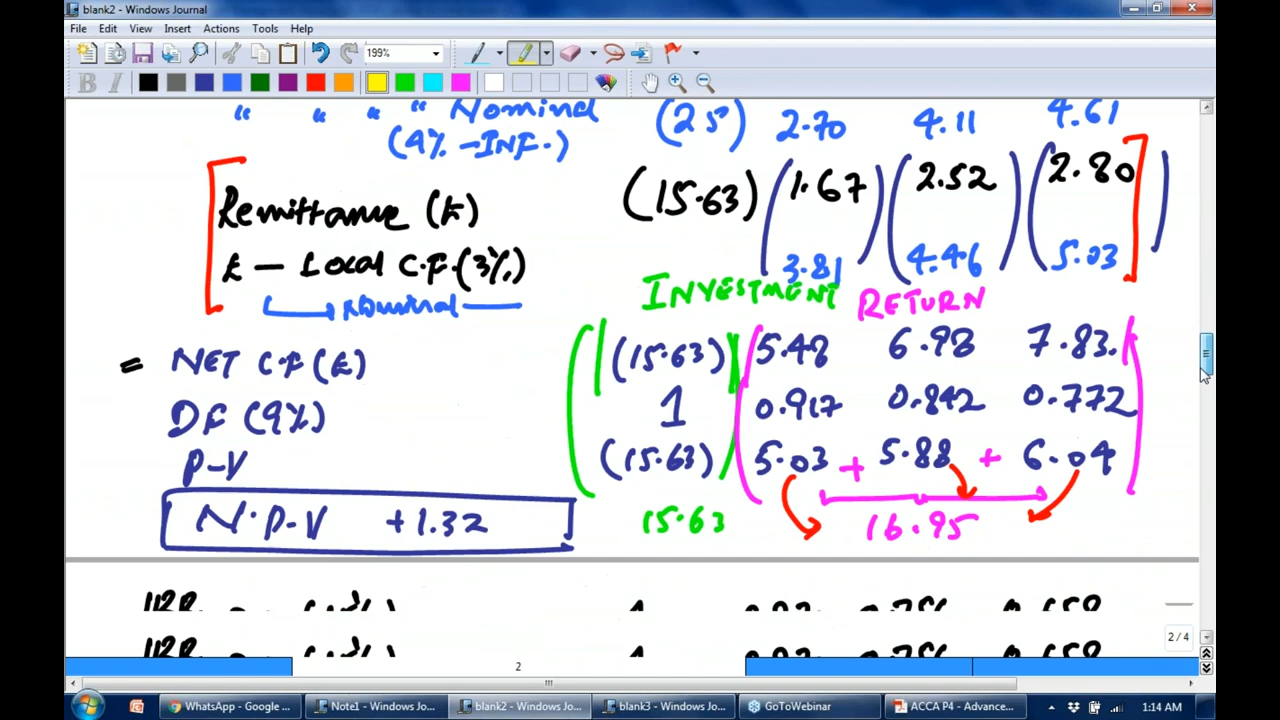 blank2 - Windows Journal
File Edit View Insert Actions Tools Help
199%
" " " " Nominal (25) 2.70 4.11 4.61
(9% - INF.)
Remittance (£) (15.63) 1.67 2.52 2.80
£ - Local C.F. (3%) 3.81 4.46 5.03
Nominal
INVESTMENT RETURN
= NET C.F (£) (15.63) 5.48 6.98 7.83
DF (9%) 1 0.917 0.842 0.772
P-V (15.63) 5.03 + 5.88 + 6.04
N.P-V +1.32 15.63 16.95
2 / 4
2
WhatsApp - Google ... Note1 - Windows Jo... blank2 - Windows Jo... blank3 - Windows Jo... GoToWebinar ACCA P4 - Advance... 1:14 AM